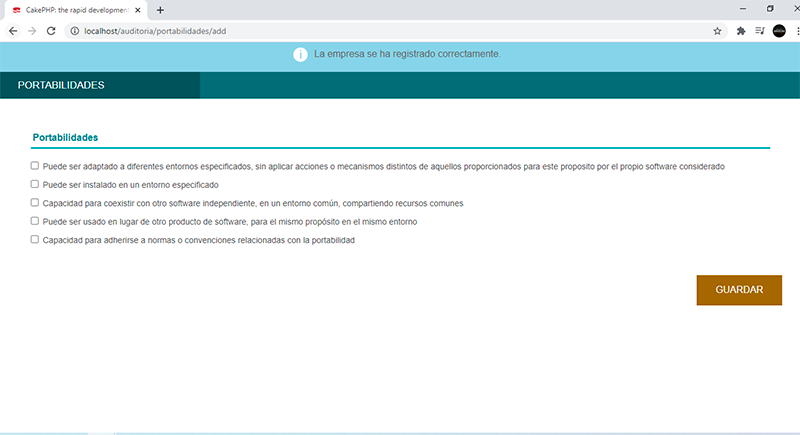 CakePHP: the rapid development
localhost/auditoria/portabilidades/add
La empresa se ha registrado correctamente.
PORTABILIDADES
Portabilidades
Puede ser adaptado a diferentes entornos especificados, sin aplicar acciones o mecanismos distintos de aquellos proporcionados para este proposito por el propio software considerado
Puede ser instalado en un entorno especificado
Capacidad para coexistir con otro software independiente, en un entorno común, compartiendo recursos comunes
Puede ser usado en lugar de otro producto de software, para el mismo propósito en el mismo entorno
Capacidad para adherirse a normas o convenciones relacionadas con la portabilidad
GUARDAR